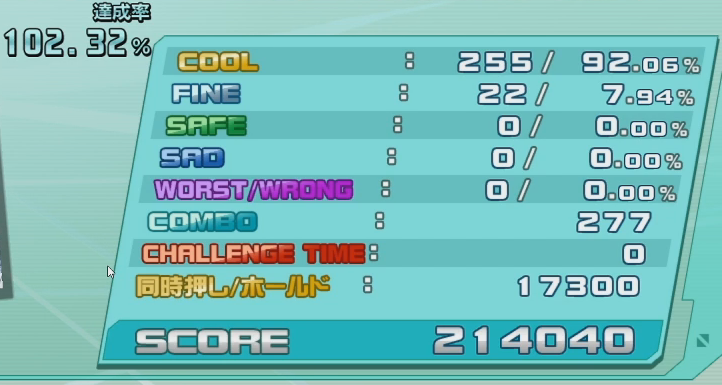 達成率
102.32%
COOL : 255 / 92.06%
FINE : 22 / 7.94%
SAFE : 0 / 0.00%
SAD : 0 / 0.00%
WORST/WRONG : 0 / 0.00%
COMBO : 277
CHALLENGE TIME : 0
同時押し/ホールド : 17300
SCORE 214040